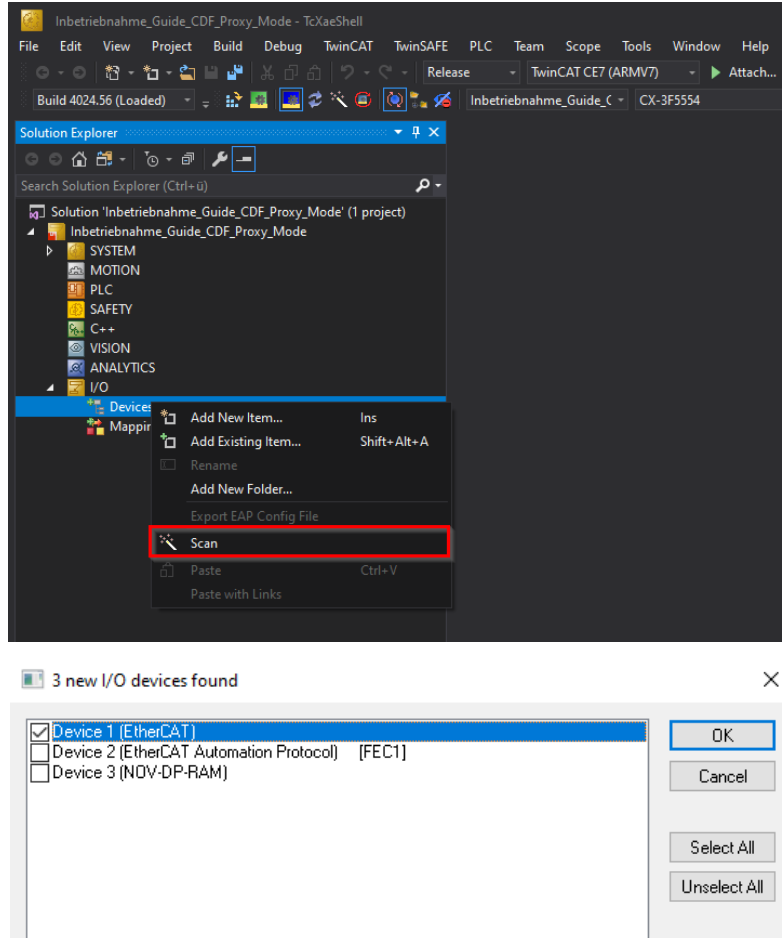 Inbetriebnahme_Guide_CDF_Proxy_Mode - TcXaeShell
File Edit View Project Build Debug TwinCAT TwinSAFE PLC Team Scope Tools Window Help
Release TwinCAT CE7 (ARMV7) Attach...
Build 4024.56 (Loaded) Inbetriebnahme_Guide_C CX-3F5554
Solution Explorer
Search Solution Explorer (Ctrl+ü)
Solution 'Inbetriebnahme_Guide_CDF_Proxy_Mode' (1 project)
Inbetriebnahme_Guide_CDF_Proxy_Mode
SYSTEM
MOTION
PLC
SAFETY
C++
VISION
ANALYTICS
I/O
Devices
Mappin
Add New Item... Ins
Add Existing Item... Shift+Alt+A
Rename
Add New Folder...
Export EAP Config File
Scan
Paste Ctrl+V
Paste with Links
3 new I/O devices found
Device 1 (EtherCAT)
Device 2 (EtherCAT Automation Protocol) [FEC1]
Device 3 (NOV-DP-RAM)
OK
Cancel
Select All
Unselect All